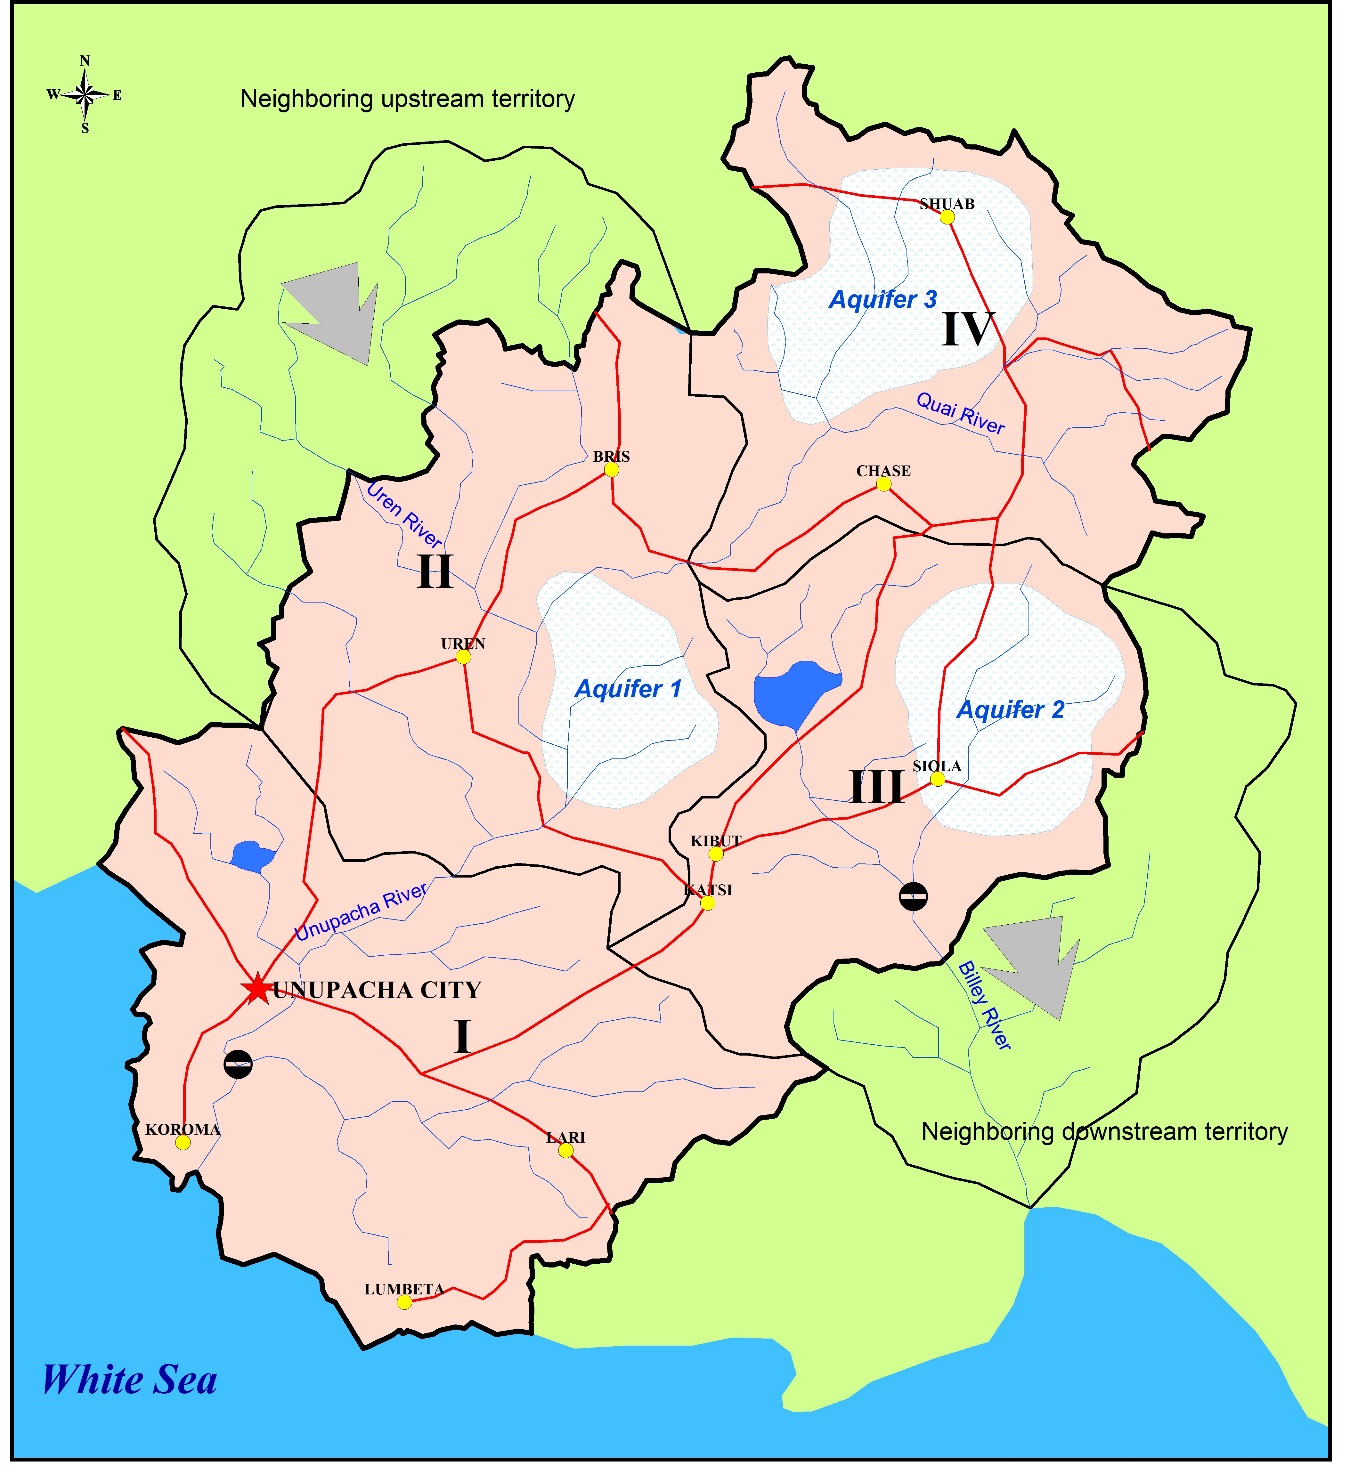 N
W E
S
Neighboring upstream territory
SHUAB
Aquifer 3
IV
Quai River
BRIS
CHASE
Uren River
II
UREN
Aquifer 1
Aquifer 2
SIOLA
III
KIBUT
KATSI
Unupacha River
UNUPACHA CITY
Billey River
I
KOROMA
LARI
Neighboring downstream territory
LUMBETA
White Sea